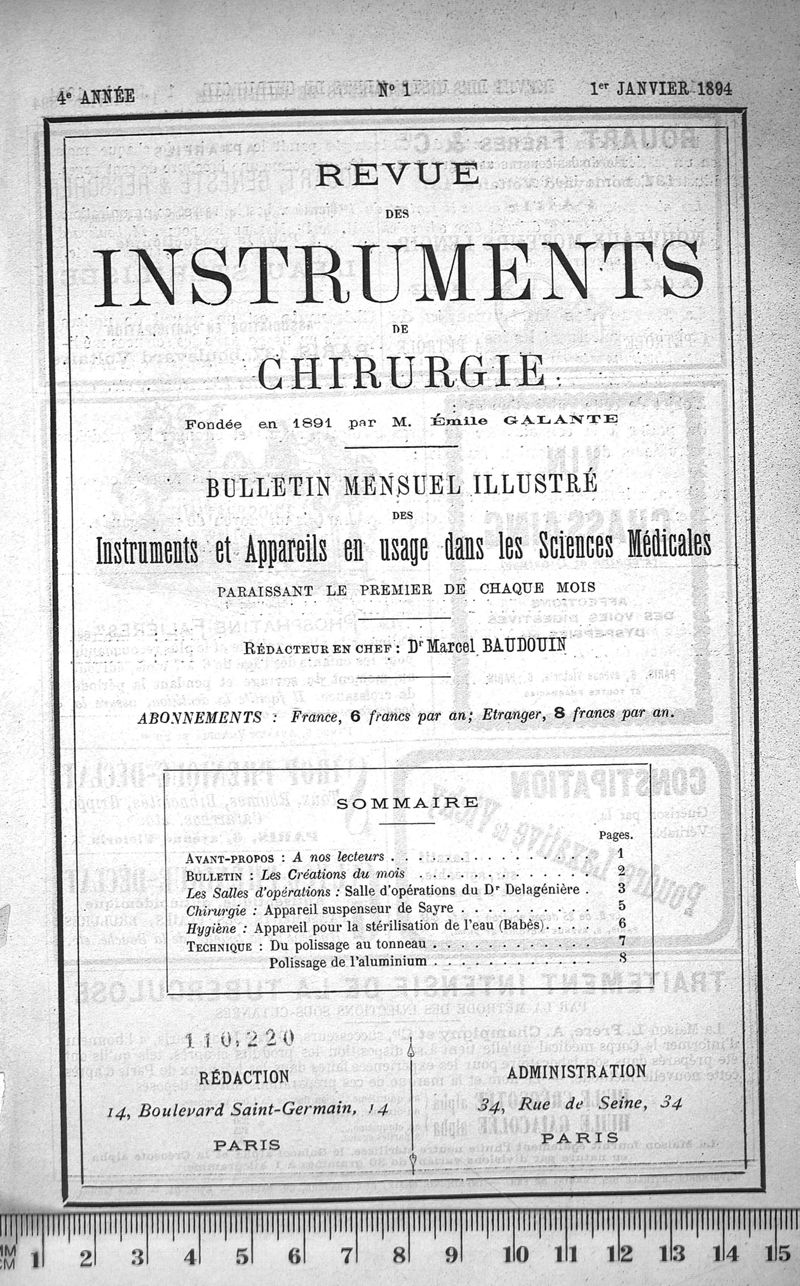 4e ANNÉE
N° 1
1er JANVIER 1894
REVUE
DES
INSTRUMENTS
DE
CHIRURGIE
Fondée en 1891 par M. Émile GALANTE
BULLETIN MENSUEL ILLUSTRÉ
DES
Instruments et Appareils en usage dans les Sciences Médicales
PARAISSANT LE PREMIER DE CHAQUE MOIS
RÉDACTEUR EN CHEF : Dr Marcel BAUDOUIN
ABONNEMENTS : France, 6 francs par an; Etranger, 8 francs par an.
SOMMAIRE
Pages.
AVANT-PROPOS : A nos lecteurs . . . . . . . . . . . . . . 1
BULLETIN : Les Créations du mois . . . . . . . . . . . . 2
Les Salles d'opérations : Salle d'opérations du Dr Delagénière . 3
Chirurgie : Appareil suspenseur de Sayre . . . . . . . . . 5
Hygiène : Appareil pour la stérilisation de l'eau (Babès). . . . 6
TECHNIQUE : Du polissage au tonneau . . . . . . . . . . . 7
Polissage de l'aluminium . . . . . . . . . . . 8
110,220
RÉDACTION
14, Boulevard Saint-Germain, 14
PARIS
ADMINISTRATION
34, Rue de Seine, 34
PARIS
MM
CM 1 2 3 4 5 6 7 8 9 10 11 12 13 14 15